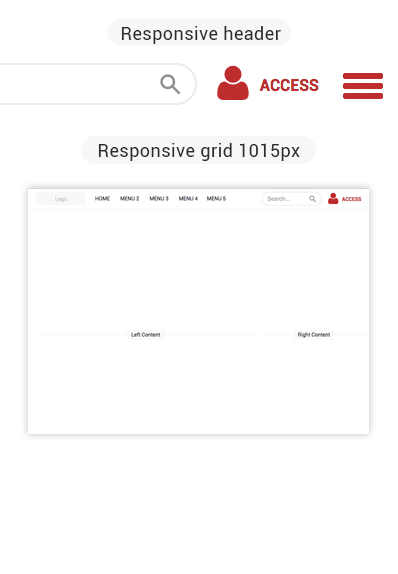 Responsive header
ACCESS
Responsive grid 1015px
Logo HOME MENU 2 MENU 3 MENU 4 MENU 5 Search... ACCESS
Left Content Right Content